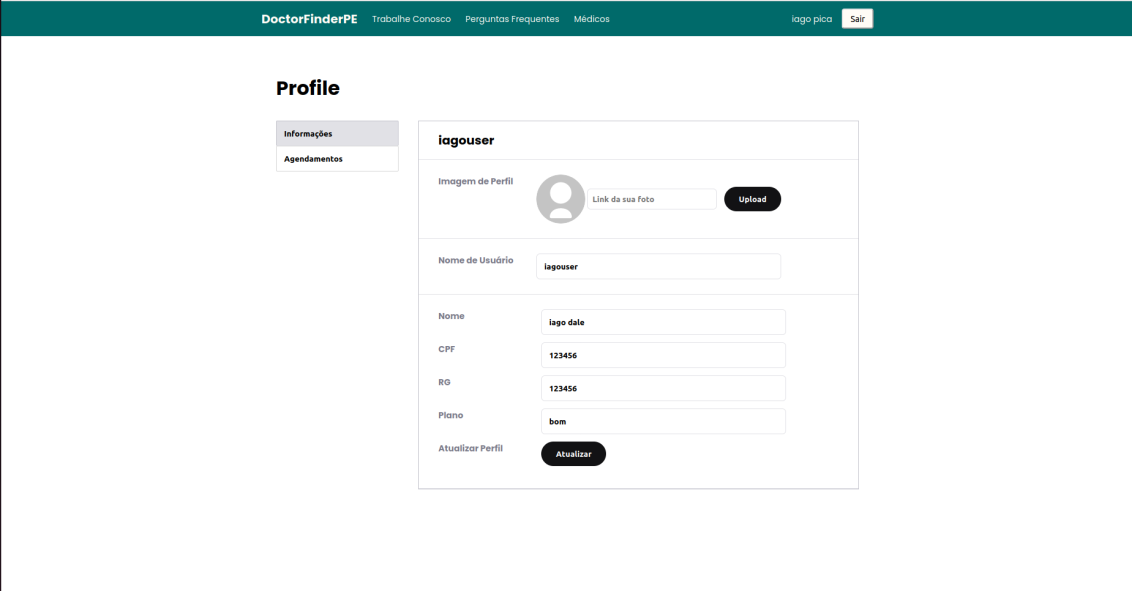 DoctorFinderPE Trabalhe Conosco Perguntas Frequentes Médicos iago pica Sair
Profile
Informações
Agendamentos
iagouser
Imagem de Perfil Link da sua foto Upload
Nome de Usuário iagouser
Nome iago dale
CPF 123456
RG 123456
Plano bom
Atualizar Perfil Atualizar